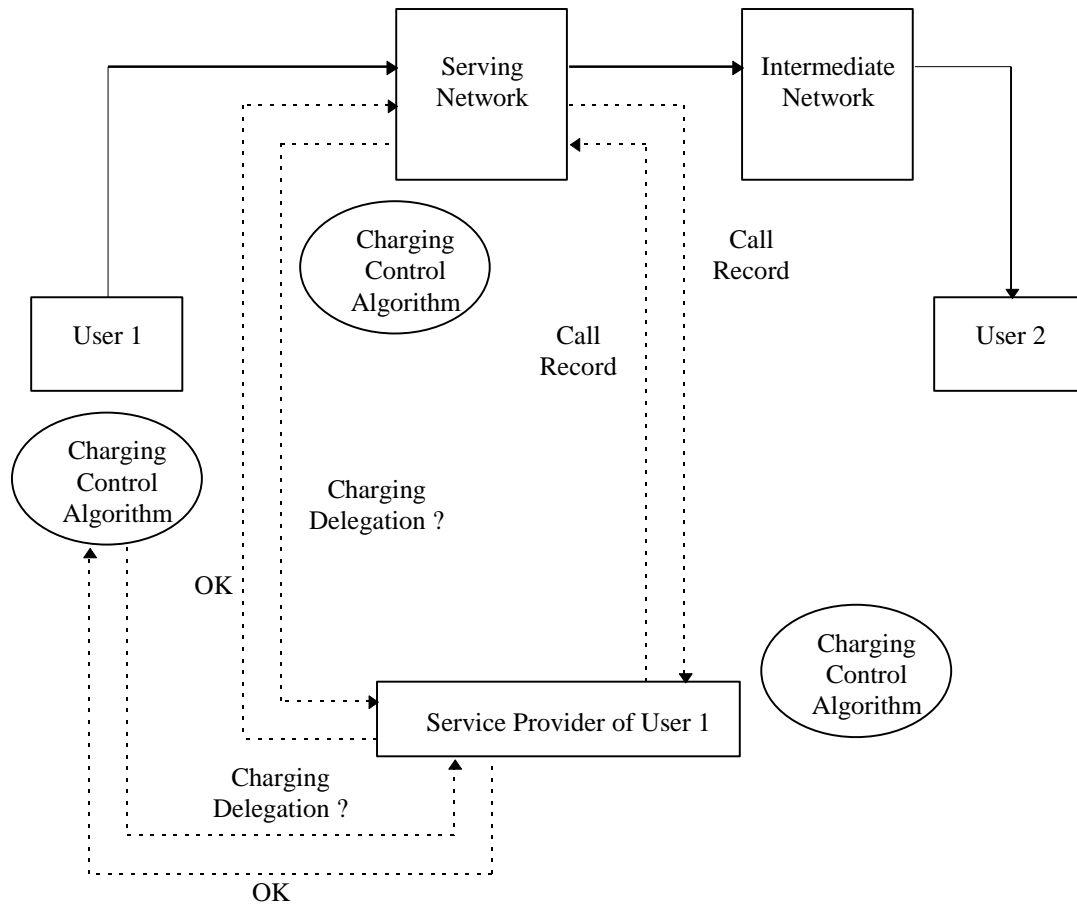 Serving
Network
Intermediate
Network
Charging
Control
Algorithm
Call
Record
User 1
Call
Record
User 2
Charging
Control
Algorithm
Charging
Delegation ?
OK
Charging
Control
Algorithm
Service Provider of User 1
Charging
Delegation ?
OK